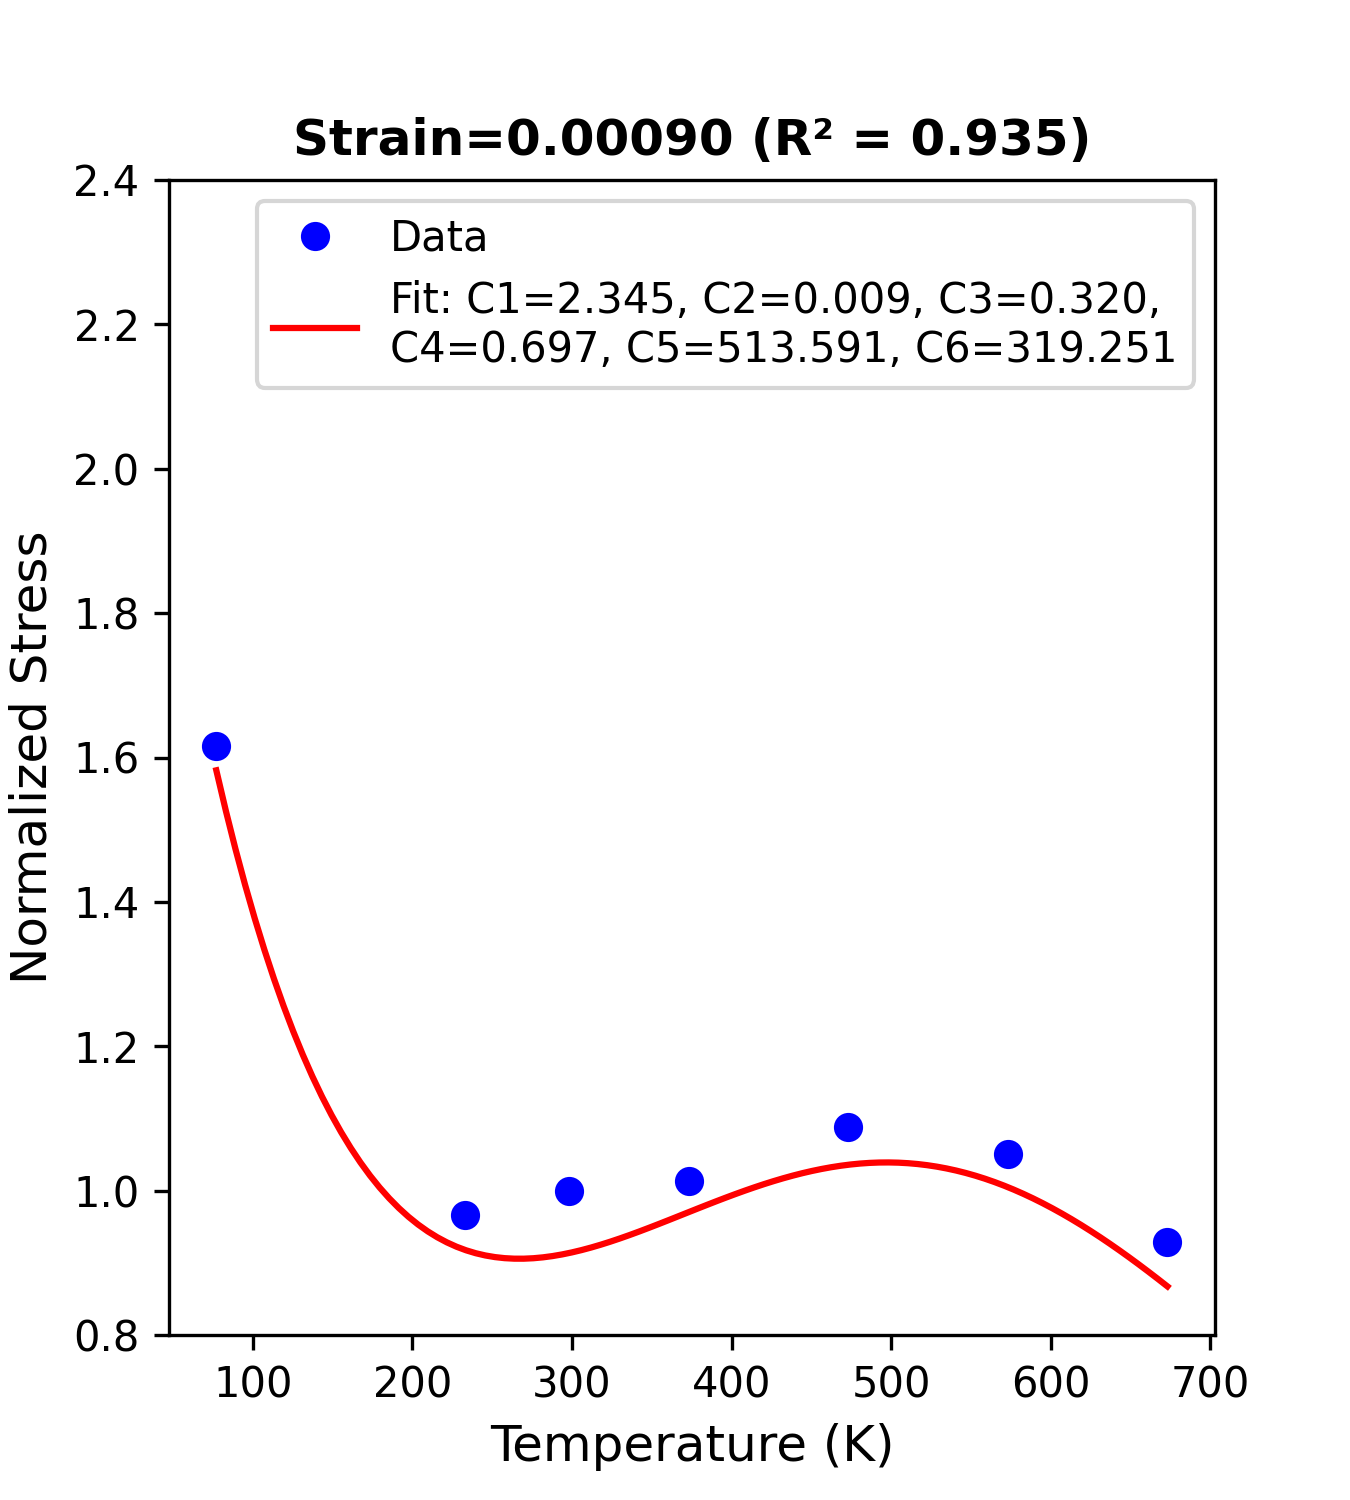 Strain=0.00090 (R² = 0.935)
Data
Fit: C1=2.345, C2=0.009, C3=0.320,
C4=0.697, C5=513.591, C6=319.251
2.4
2.2
2.0
1.8
1.6
1.4
1.2
1.0
0.8
Normalized Stress
100 200 300 400 500 600 700
Temperature (K)